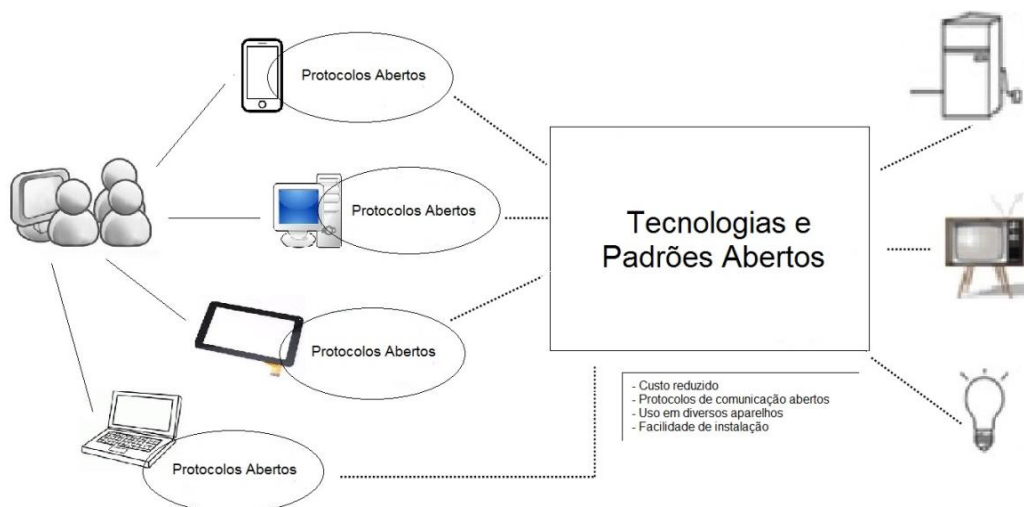 Protocolos Abertos
Protocolos Abertos
Tecnologias e
Padrões Abertos
Protocolos Abertos
- Custo reduzido
- Protocolos de comunicação abertos
- Uso em diversos aparelhos
- Facilidade de instalação
Protocolos Abertos